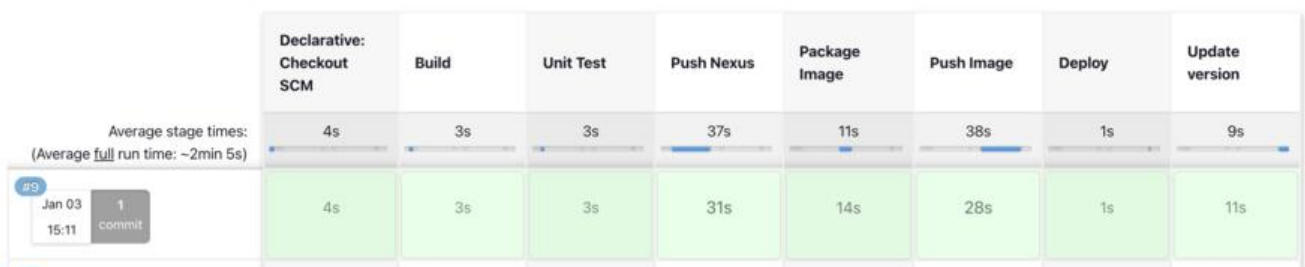 Declarative:
Checkout
SCM
Build
Unit Test
Push Nexus
Package
Image
Push Image
Deploy
Update
version
Average stage times:
4s 3s 3s 37s 11s 38s 1s 9s
(Average full run time: ~2min 5s)
#9
Jan 03 1
15:11 commit
4s 3s 3s 31s 14s 28s 1s 11s